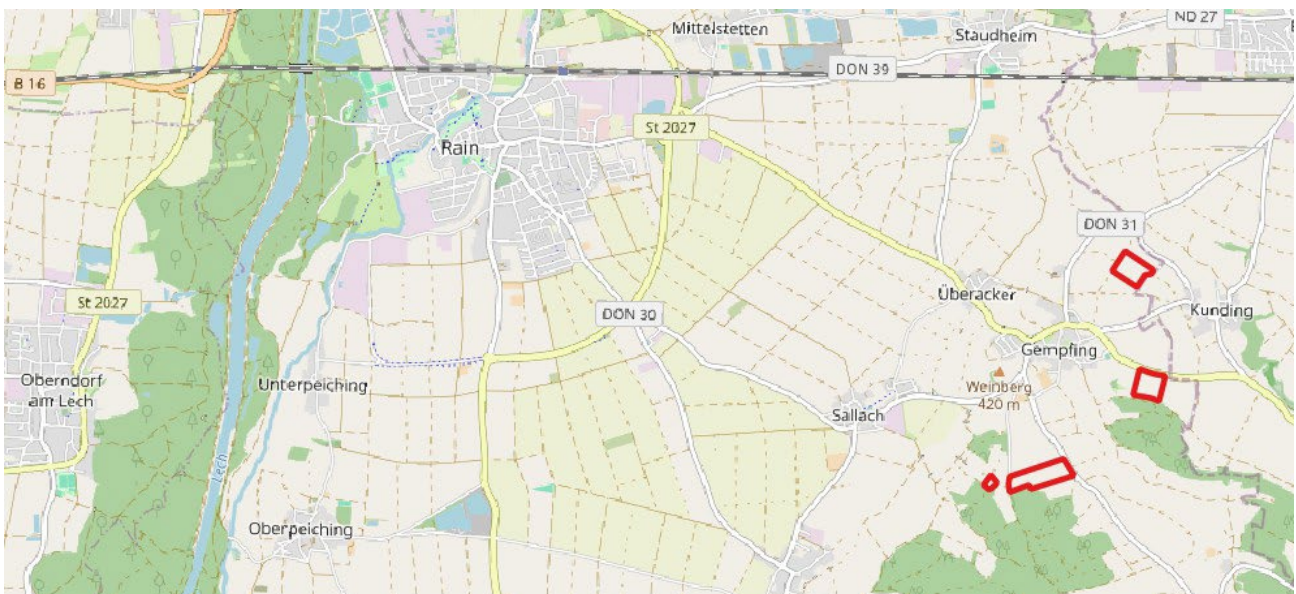 Mittelstetten
ND 27
Staudheim
B 16
DON 39
St 2027
Rain
DON 31
Überacker
Kunding
St 2027
DON 30
Gempfing
Oberndorf
am Lech
Unterpeiching
Weinberg
420 m
Sallach
Lech
Oberpeiching